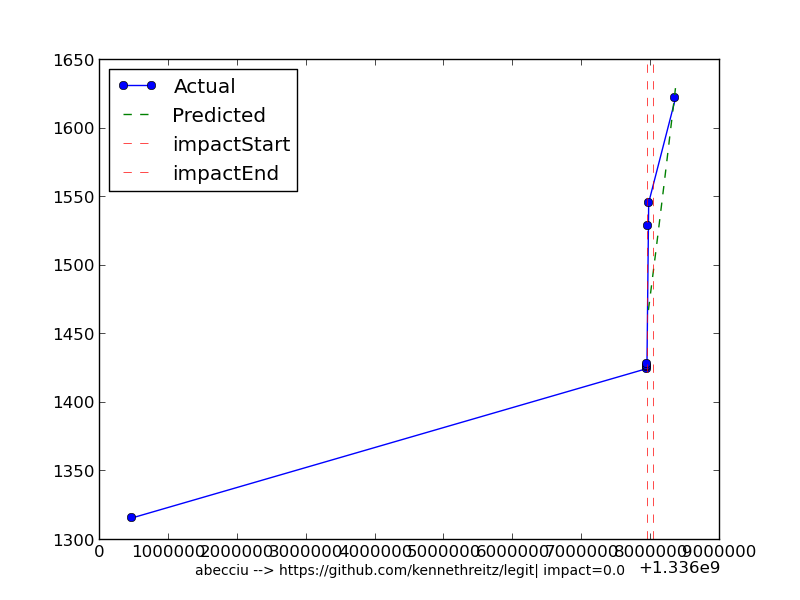 1650
1600
1550
1500
1450
1400
1350
1300
Actual
Predicted
impactStart
impactEnd
0 1000000 2000000 3000000 4000000 5000000 6000000 7000000 8000000 9000000
+1.336e9
abecciu --> https://github.com/kennethreitz/legit| impact=0.0